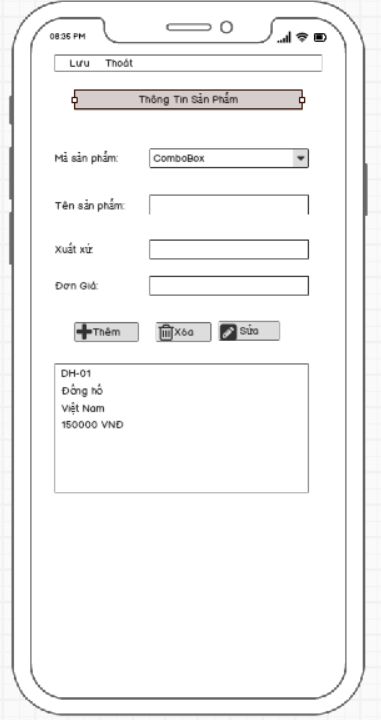 08:35 PM
Lưu Thoát
Thông Tin Sản Phẩm
Mã sản phẩm: ComboBox
Tên sản phẩm:
Xuất xứ:
Đơn Giá:
Thêm Xóa Sửa
DH-01
Đồng hồ
Việt Nam
150000 VNĐ